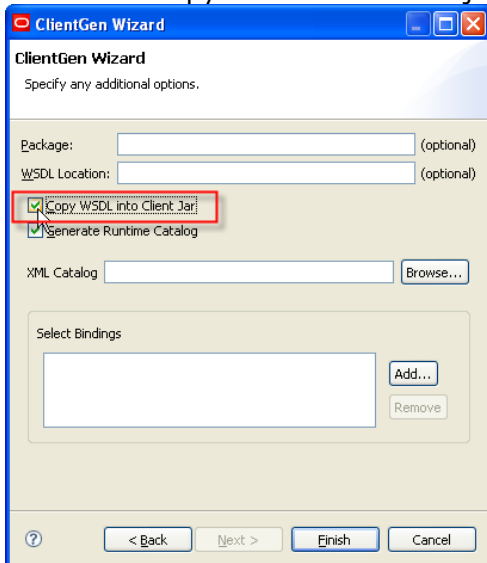 ClientGen Wizard
ClientGen Wizard
Specify any additional options.
Package: (optional)
WSDL Location: (optional)
Copy WSDL into Client Jar
Generate Runtime Catalog
XML Catalog Browse...
Select Bindings
Add...
Remove
? < Back Next > Finish Cancel